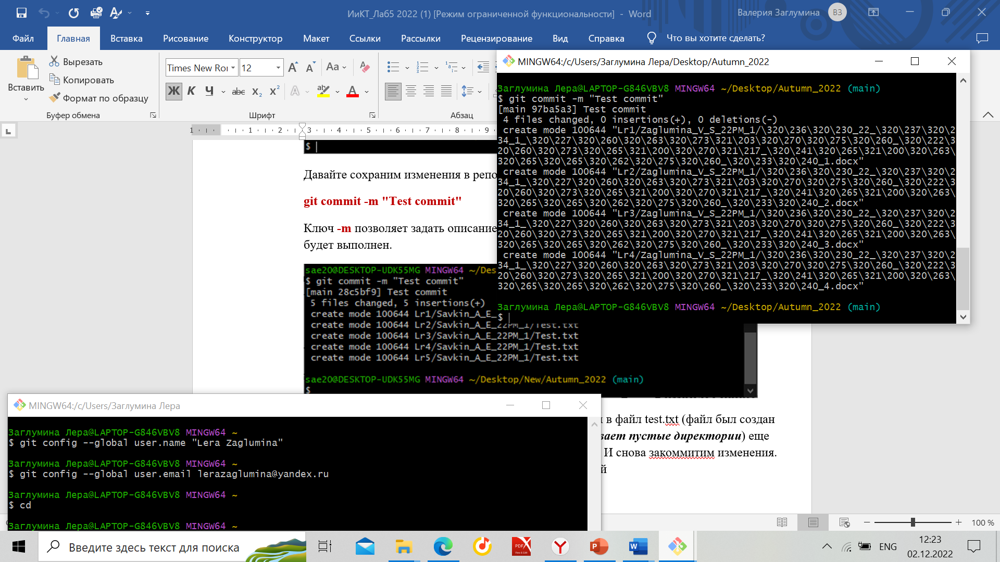 ИиКТ_Лаб5 2022 (1) [Режим ограниченной функциональности] - Word
Валерия Заглумина
ВЗ
Файл
Главная
Вставка
Рисование
Конструктор
Макет
Ссылки
Рассылки
Рецензирование
Вид
Справка
Что вы хотите сделать?
Вставить
Вырезать
Копировать
Формат по образцу
Буфер обмена
Times New Ror
12
Шрифт
Абзац
$
Давайте сохраним изменения в репо
git commit -m "Test commit"
Ключ -m позволяет задать описание
будет выполнен.
sae20@DESKTOP-UDK55MG MINGW64 ~/Des
$ git commit -m "Test commit"
[main 28c5bf9] Test commit
5 files changed, 5 insertions(+)
create mode 100644 Lr1/Savkin_A_E_
create mode 100644 Lr2/Savkin_A_E_22PM_1/Test.txt
create mode 100644 Lr3/Savkin_A_E_22PM_1/Test.txt
create mode 100644 Lr4/Savkin_A_E_22PM_1/Test.txt
create mode 100644 Lr5/Savkin_A_E_22PM_1/Test.txt
sae20@DESKTOP-UDK55MG MINGW64 ~/Desktop/New/Autumn_2022 (main)
$
в файл test.txt (файл был создан
вает пустые директории) еще
И снова закоммитим изменения.
й
MINGW64:/c/Users/Заглумина Лера/Desktop/Autumn_2022
Заглумина Лера@LAPTOP-G846VBV8 MINGW64 ~/Desktop/Autumn_2022 (main)
$ git commit -m "Test commit"
[main 97ba5a3] Test commit
4 files changed, 0 insertions(+), 0 deletions(-)
create mode 100644 "Lr1/Zaglumina_V_S_22PM_1/\320\236\320\230_22_\320\237\320\2
34_1_\320\227\320\260\320\263\320\273\321\203\320\270\320\275\320\260_\320\222\3
20\260\320\273\320\265\321\200\320\270\321\217_\320\241\320\265\321\200\320\263\
320\265\320\265\320\262\320\275\320\260_\320\233\320\240_1.docx"
create mode 100644 "Lr2/Zaglumina_V_S_22PM_1/\320\236\320\230_22_\320\237\320\2
34_1_\320\227\320\260\320\263\320\273\321\203\320\270\320\275\320\260_\320\222\3
20\260\320\273\320\265\321\200\320\270\321\217_\320\241\320\265\321\200\320\263\
320\265\320\265\320\262\320\275\320\260_\320\233\320\240_2.docx"
create mode 100644 "Lr3/Zaglumina_V_S_22PM_1/\320\236\320\230_22_\320\237\320\2
34_1_\320\227\320\260\320\263\320\273\321\203\320\270\320\275\320\260_\320\222\3
20\260\320\273\320\265\321\200\320\270\321\217_\320\241\320\265\321\200\320\263\
320\265\320\265\320\262\320\275\320\260_\320\233\320\240_3.docx"
create mode 100644 "Lr4/Zaglumina_V_S_22PM_1/\320\236\320\230_22_\320\237\320\2
34_1_\320\227\320\260\320\263\320\273\321\203\320\270\320\275\320\260_\320\222\3
20\260\320\273\320\265\321\200\320\270\321\217_\320\241\320\265\321\200\320\263\
320\265\320\265\320\262\320\275\320\260_\320\233\320\240_4.docx"
Заглумина Лера@LAPTOP-G846VBV8 MINGW64 ~/Desktop/Autumn_2022 (main)
$
MINGW64:/c/Users/Заглумина Лера
Заглумина Лера@LAPTOP-G846VBV8 MINGW64 ~
$ git config --global user.name "Lera Zaglumina"
Заглумина Лера@LAPTOP-G846VBV8 MINGW64 ~
$ git config --global user.email lerazaglumina@yandex.ru
Заглумина Лера@LAPTOP-G846VBV8 MINGW64 ~
$ cd
Заглумина Лера@LAPTOP-G846VBV8 MINGW64 ~
100 %
Введите здесь текст для поиска
ENG
12:23
02.12.2022